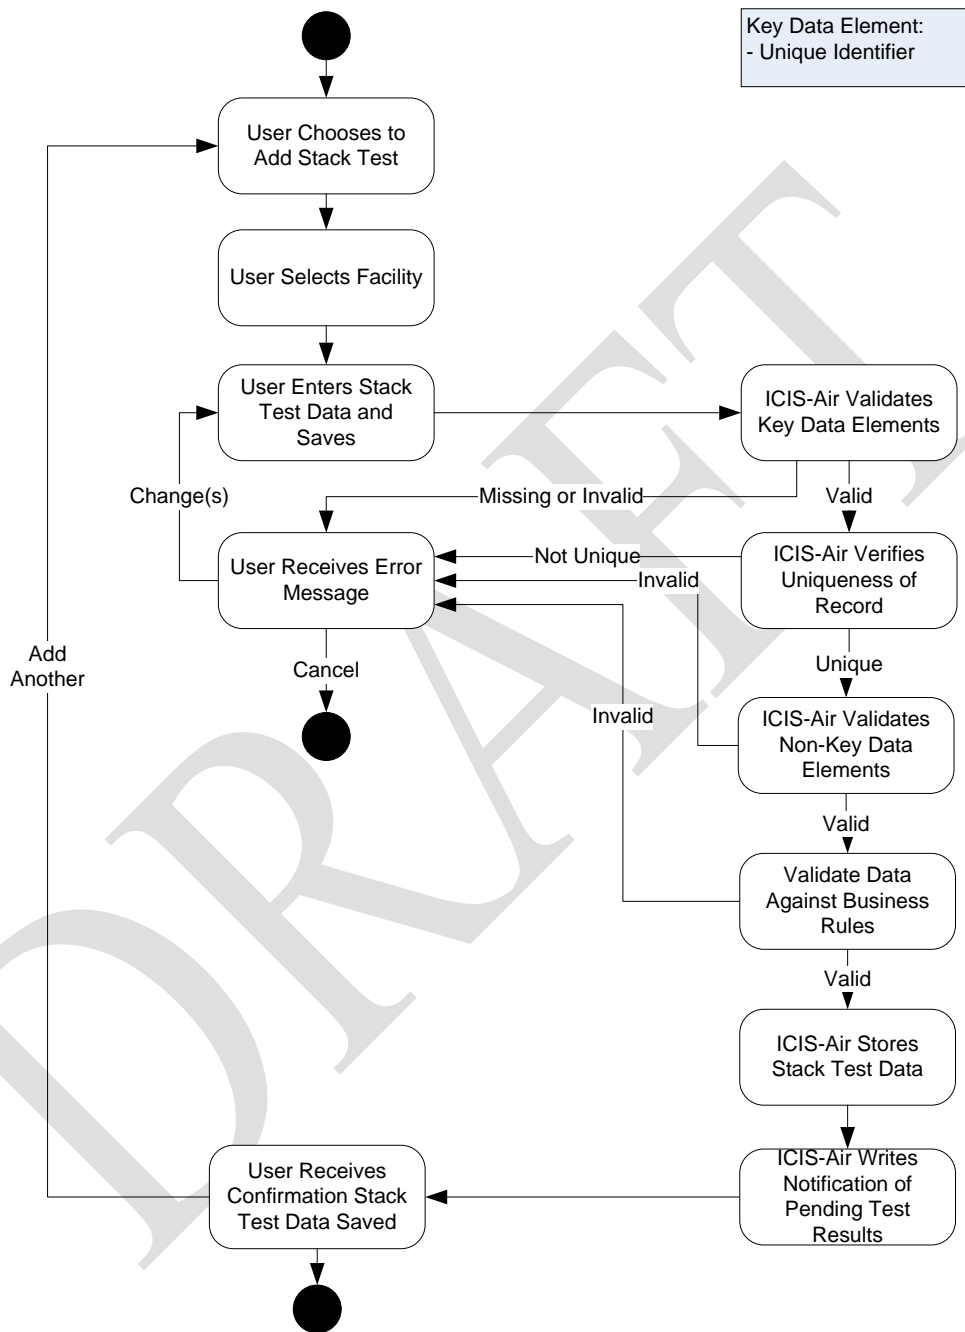 Key Data Element:
- Unique Identifier
User Chooses to
Add Stack Test
User Selects Facility
User Enters Stack
Test Data and
Saves
ICIS-Air Validates
Key Data Elements
Change(s)
Missing or Invalid
Valid
User Receives Error
Message
Not Unique
Invalid
ICIS-Air Verifies
Uniqueness of
Record
Add
Another
Cancel
Unique
Invalid
ICIS-Air Validates
Non-Key Data
Elements
Valid
Validate Data
Against Business
Rules
Valid
ICIS-Air Stores
Stack Test Data
User Receives
Confirmation Stack
Test Data Saved
ICIS-Air Writes
Notification of
Pending Test
Results
DRAFT